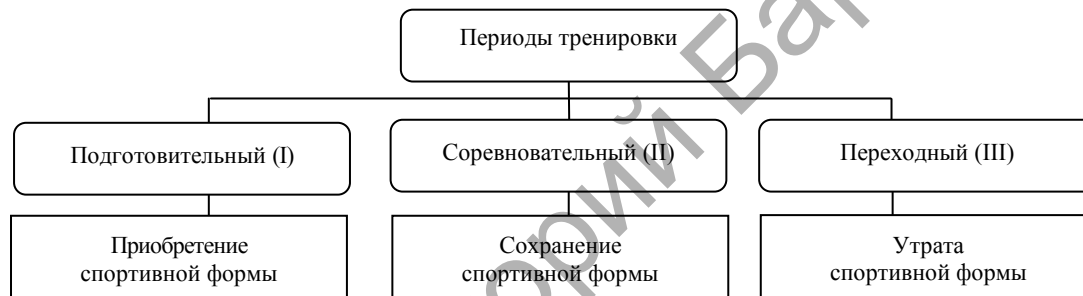 Периоды тренировки
Подготовительный (I)
Соревновательный (II)
Переходный (III)
Приобретение
спортивной формы
Сохранение
спортивной формы
Утрата
спортивной формы